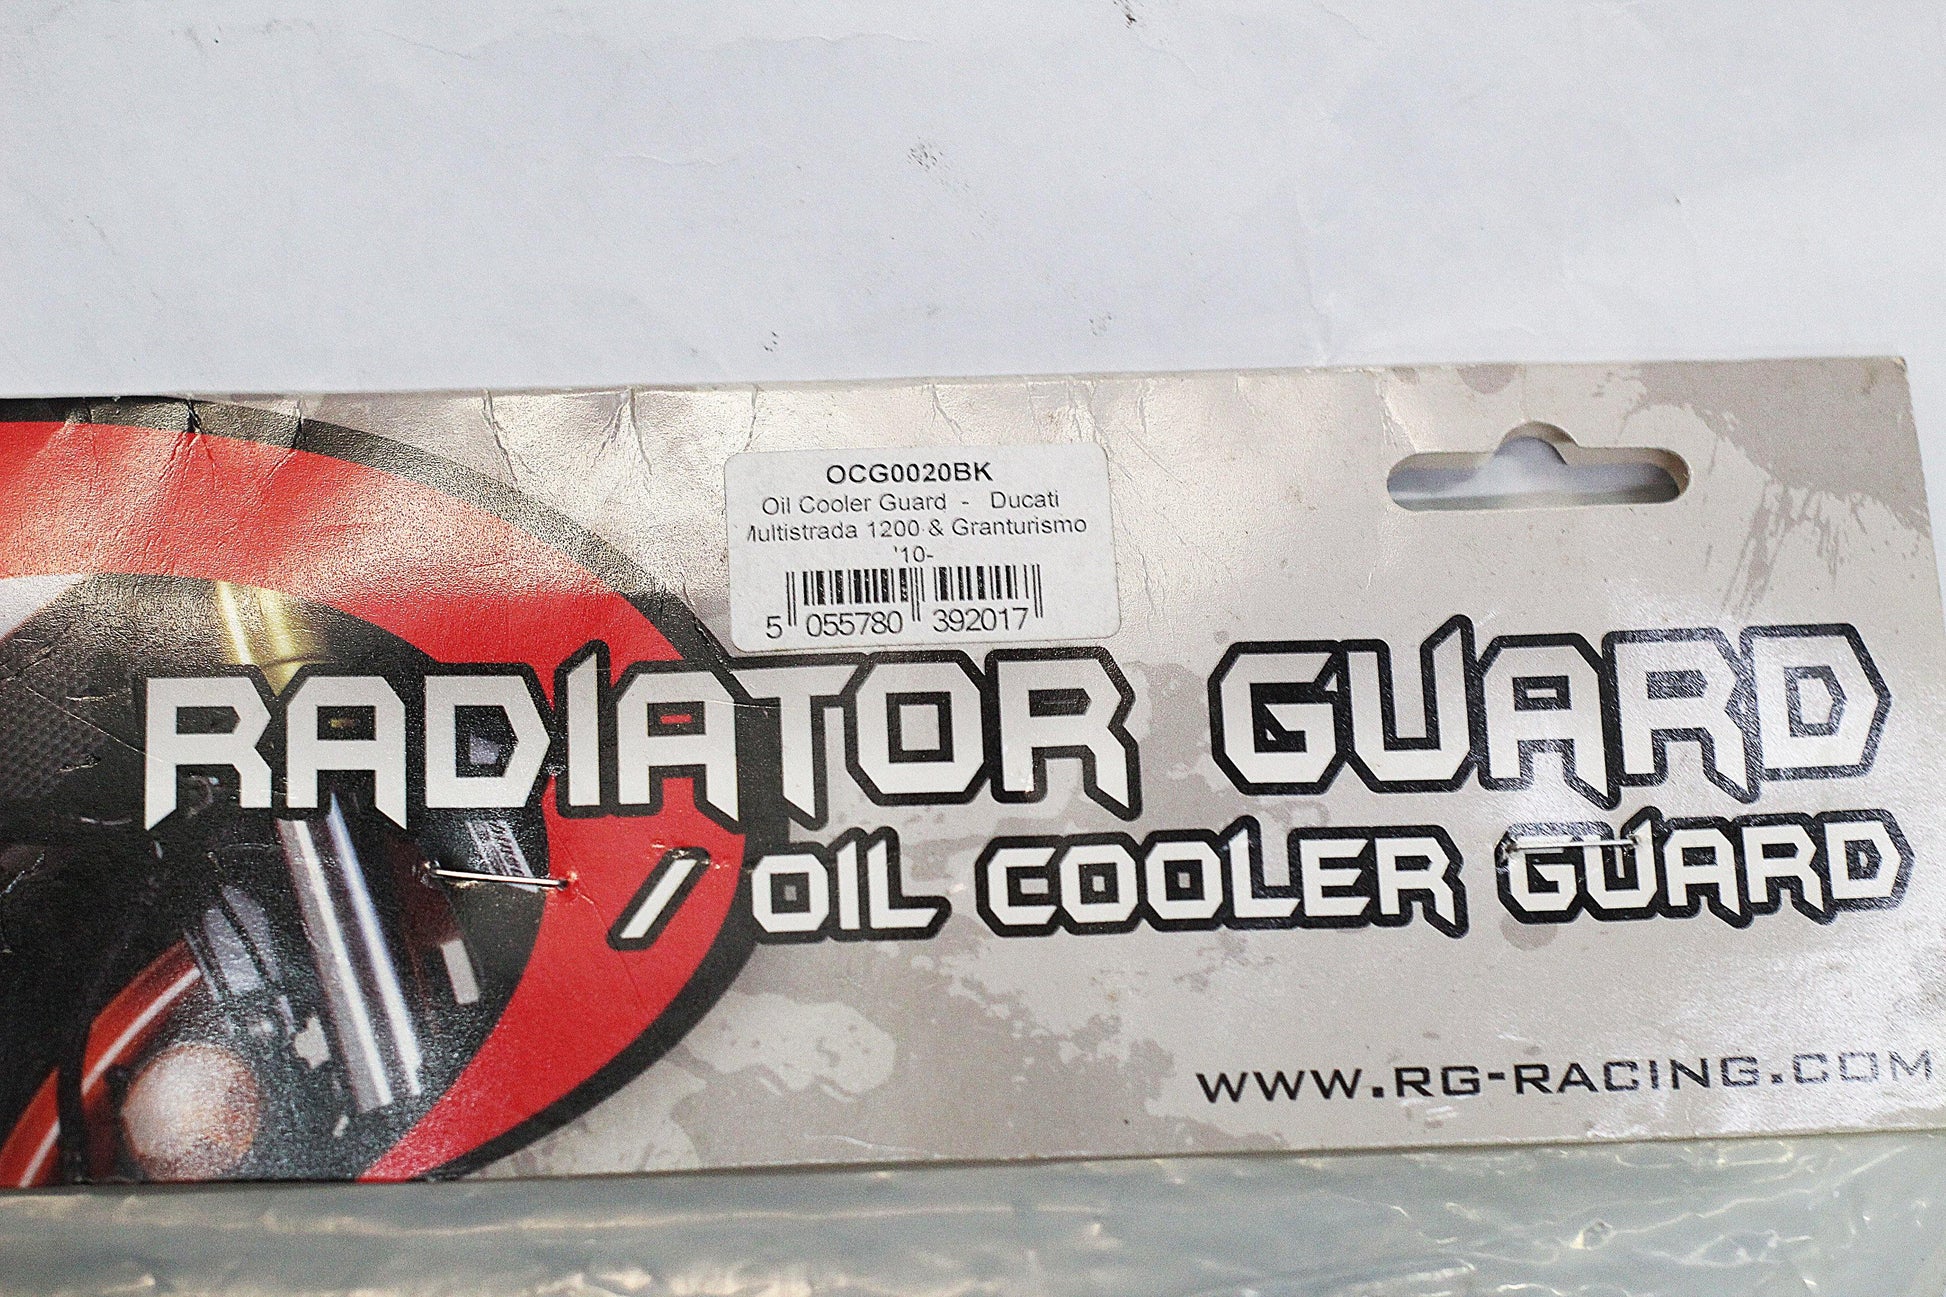 OCG0020BK
Oil Cooler Guard - Ducati
Multistrada 1200 & Granturismo
'10-
5 055780 392017
RADIATOR GUARD
/ OIL COOLER GUARD
WWW.RG-RACING.COM